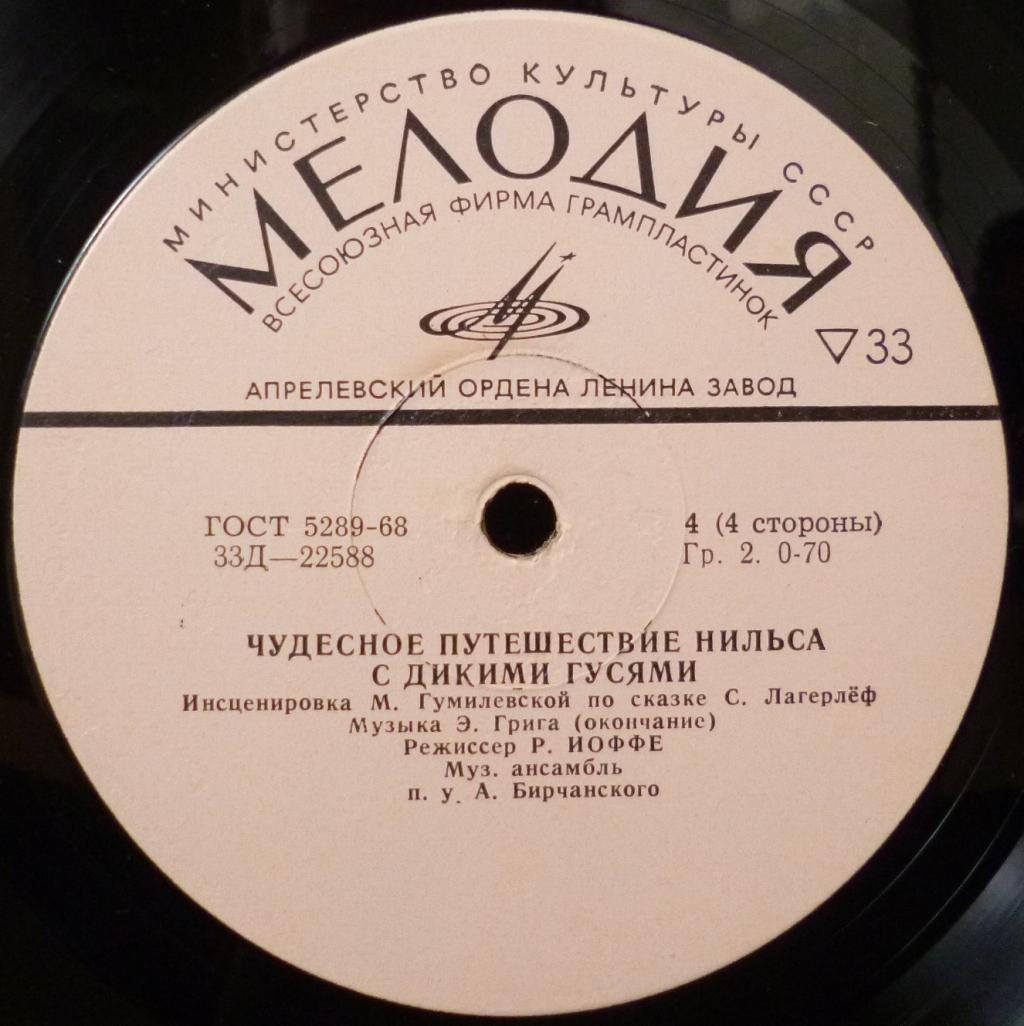 МИНИСТЕРСТВО КУЛЬТУРЫ СССР
МЕЛОДИЯ
ВСЕСОЮЗНАЯ ФИРМА ГРАМПЛАСТИНОК
▽33
АПРЕЛЕВСКИЙ ОРДЕНА ЛЕНИНА ЗАВОД
ГОСТ 5289-68
33Д—22588
4 (4 стороны)
Гр. 2. 0-70
ЧУДЕСНОЕ ПУТЕШЕСТВИЕ НИЛЬСА
С ДИКИМИ ГУСЯМИ
Инсценировка М. Гумилевской по сказке С. Лагерлёф
Музыка Э. Грига (окончание)
Режиссер Р. ИОФФЕ
Муз. ансамбль
п. у. А. Бирчанского